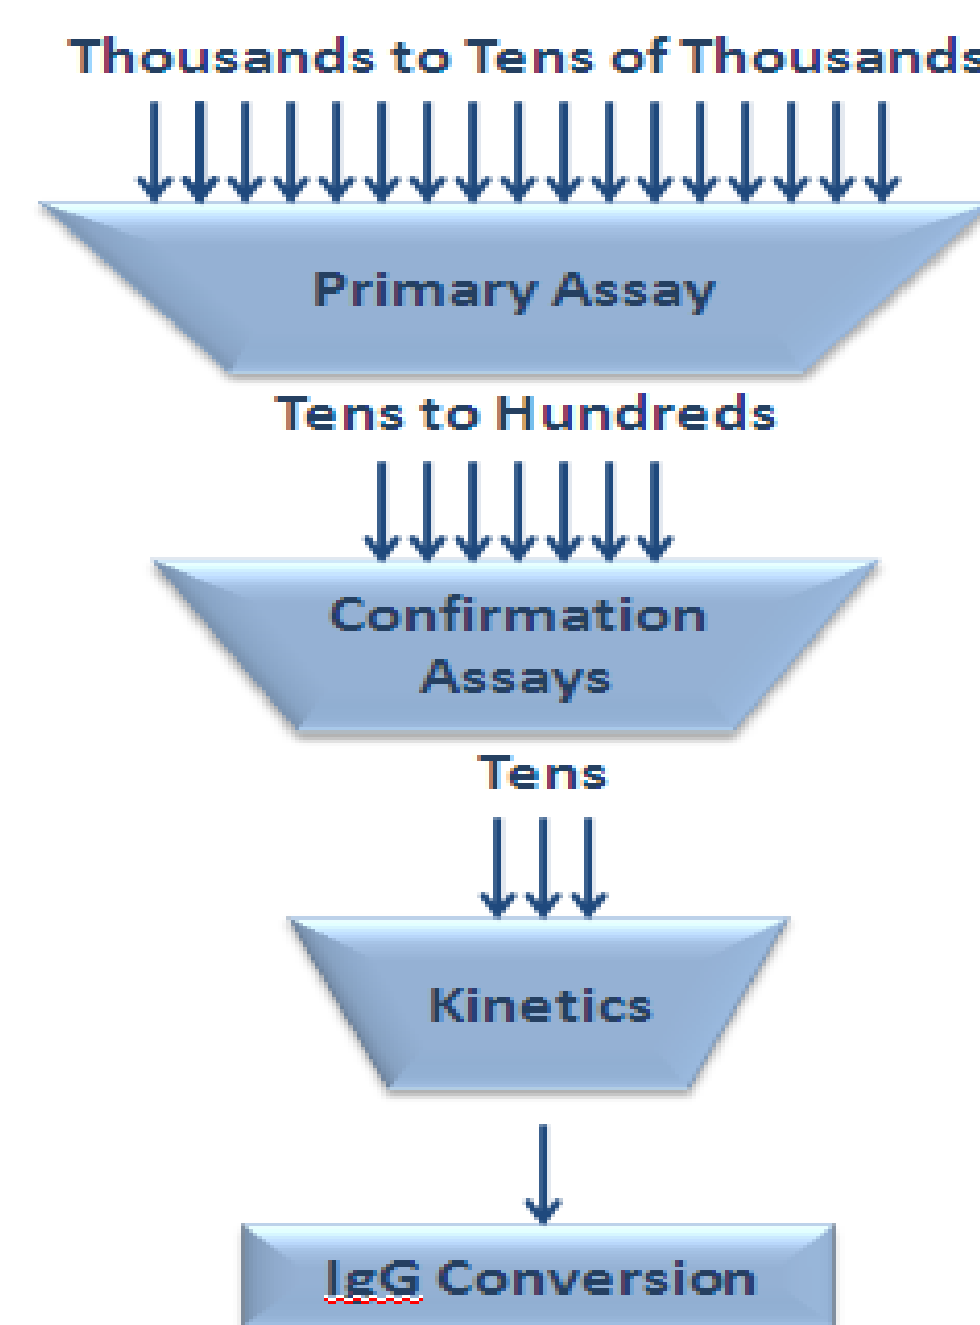 Thousands to Tens of Thousands
Primary Assay
Tens to Hundreds
Confirmation
Assays
Tens
Kinetics
IgG Conversion